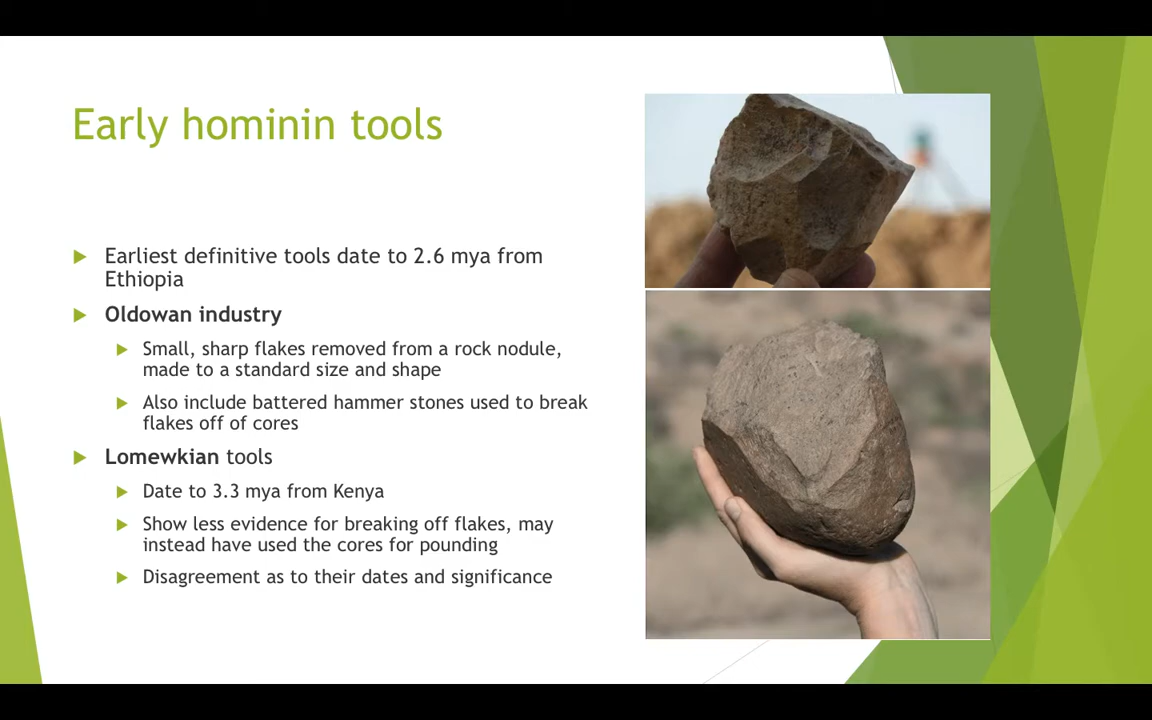 Early hominin tools
Earliest definitive tools date to 2.6 mya from
Ethiopia
Oldowan industry
Small, sharp flakes removed from a rock nodule,
made to a standard size and shape
Also include battered hammer stones used to break
flakes off of cores
Lomewkian tools
Date to 3.3 mya from Kenya
Show less evidence for breaking off flakes, may
instead have used the cores for pounding
Disagreement as to their dates and significance